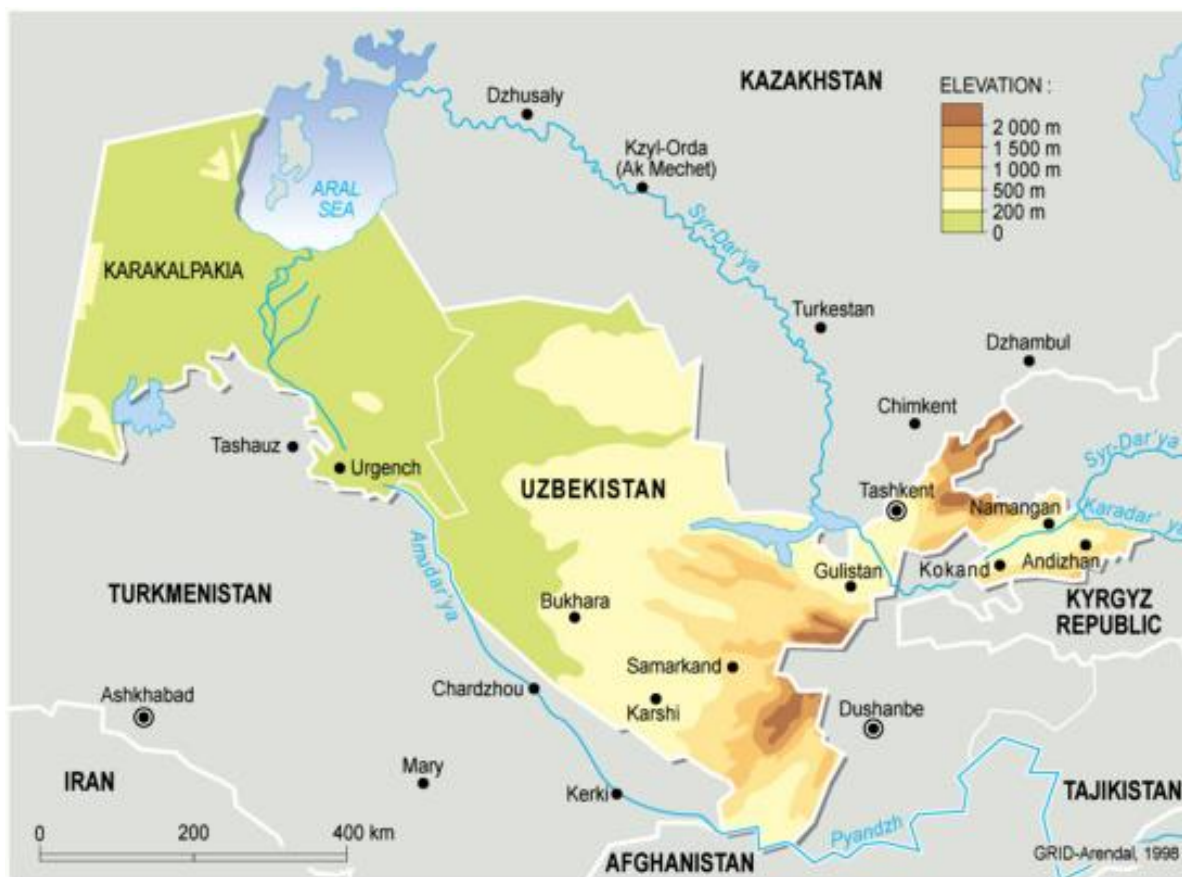 KAZAKHSTAN
ELEVATION :
2 000 m
1 500 m
1 000 m
500 m
200 m
0
Dzhusaly
Kzyl-Orda
(Ak Mechet)
ARAL
SEA
Syr-Dar'ya
KARAKALPAKIA
Turkestan
Dzhambul
Chimkent
Tashauz
Urgench
UZBEKISTAN
Tashkent
Syr-Dar'ya
Namangan
Karadar' ya
Amudar'ya
Gulistan
Kokand
Andizhan
TURKMENISTAN
Bukhara
KYRGYZ
REPUBLIC
Samarkand
Ashkhabad
Chardzhou
Karshi
Dushanbe
IRAN
Mary
Kerki
TAJIKISTAN
Pyandzh
0 200 400 km
AFGHANISTAN
GRID-Arendal, 1998